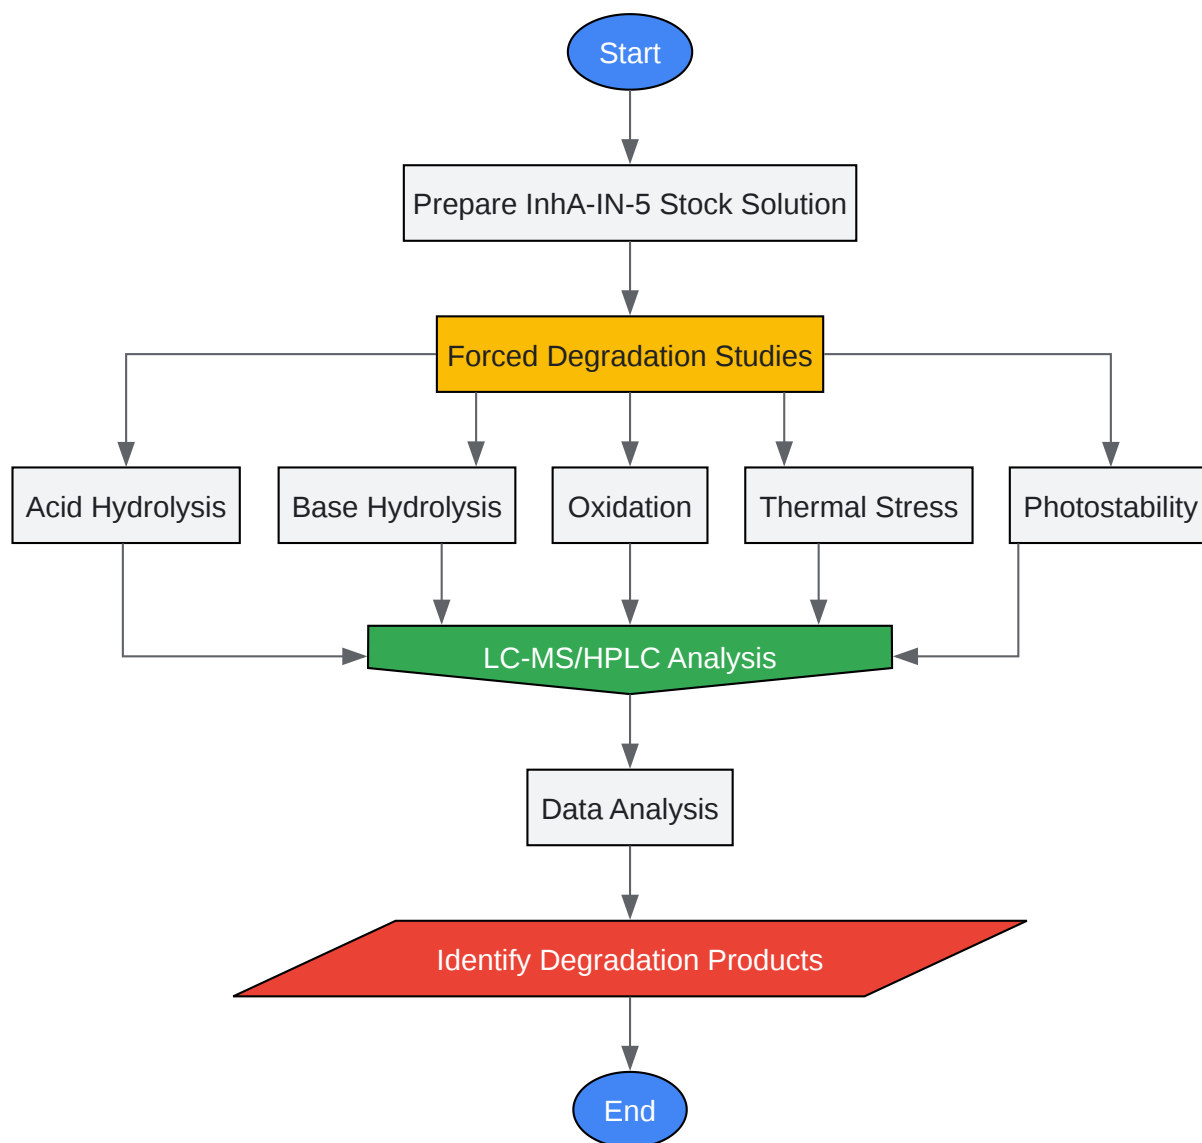 Start
Prepare InhA-IN-5 Stock Solution
Forced Degradation Studies
Acid Hydrolysis
Base Hydrolysis
Oxidation
Thermal Stress
Photostability
LC-MS/HPLC Analysis
Data Analysis
Identify Degradation Products
End